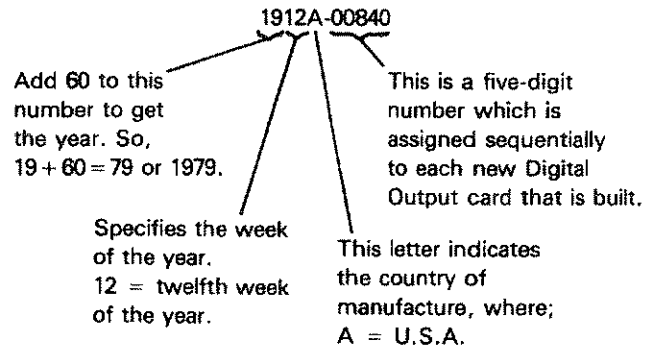 1912A-00840
Add 60 to this
number to get
the year. So,
19 + 60 = 79 or 1979.
This is a five-digit
number which is
assigned sequentially
to each new Digital
Output card that is built.
Specifies the week
of the year.
12 = twelfth week
of the year.
This letter indicates
the country of
manufacture, where;
A = U.S.A.